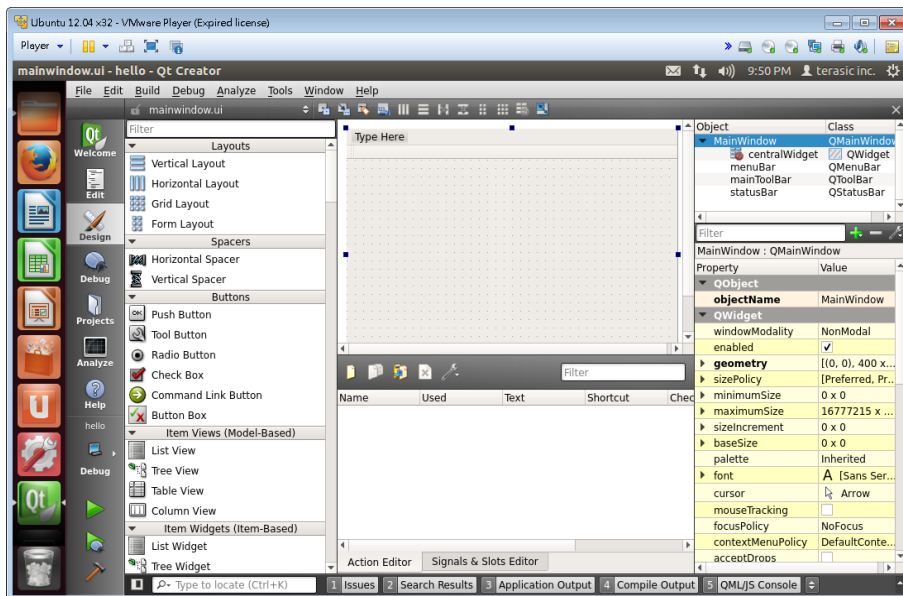 Ubuntu 12.04 x32 - VMware Player (Expired license)
Player
mainwindow.ui - hello - Qt Creator
9:50 PM terasic inc.
File Edit Build Debug Analyze Tools Window Help
mainwindow.ui
Welcome
Edit
Design
Debug
Projects
Analyze
Help
hello
Debug
Filter
Layouts
Vertical Layout
Horizontal Layout
Grid Layout
Form Layout
Spacers
Horizontal Spacer
Vertical Spacer
Buttons
OK Push Button
Tool Button
Radio Button
Check Box
Command Link Button
Button Box
Item Views (Model-Based)
List View
Tree View
Table View
Column View
Item Widgets (Item-Based)
List Widget
Tree Widget
Type Here
Filter
Name Used Text Shortcut Chec
Action Editor Signals & Slots Editor
Object Class
MainWindow QMainWindow
centralWidget QWidget
menuBar QMenuBar
mainToolBar QToolBar
statusBar QStatusBar
Filter
MainWindow : QMainWindow
Property Value
QObject
objectName MainWindow
QWidget
windowModality NonModal
enabled
geometry [(0, 0), 400 x...
sizePolicy [Preferred, Pr...
minimumSize 0 x 0
maximumSize 16777215 x ...
sizeIncrement 0 x 0
baseSize 0 x 0
palette Inherited
font A [Sans Ser...
cursor Arrow
mouseTracking
focusPolicy NoFocus
contextMenuPolicy DefaultConte...
acceptDrops
Type to locate (Ctrl+K) 1 Issues 2 Search Results 3 Application Output 4 Compile Output 5 QML/JS Console